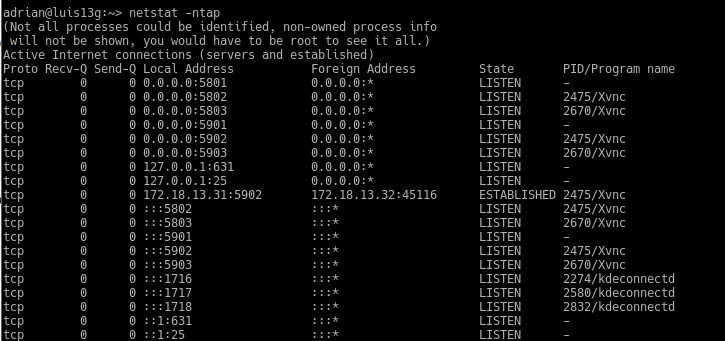 adrian@luis13g:~> netstat -ntap
(Not all processes could be identified, non-owned process info
 will not be shown, you would have to be root to see it all.)
Active Internet connections (servers and established)
Proto Recv-Q Send-Q Local Address           Foreign Address         State       PID/Program name
tcp        0      0 0.0.0.0:5801            0.0.0.0:*               LISTEN      -
tcp        0      0 0.0.0.0:5802            0.0.0.0:*               LISTEN      2475/Xvnc
tcp        0      0 0.0.0.0:5803            0.0.0.0:*               LISTEN      2670/Xvnc
tcp        0      0 0.0.0.0:5901            0.0.0.0:*               LISTEN      -
tcp        0      0 0.0.0.0:5902            0.0.0.0:*               LISTEN      2475/Xvnc
tcp        0      0 0.0.0.0:5903            0.0.0.0:*               LISTEN      2670/Xvnc
tcp        0      0 127.0.0.1:631           0.0.0.0:*               LISTEN      -
tcp        0      0 127.0.0.1:25            0.0.0.0:*               LISTEN      -
tcp        0      0 172.18.13.31:5902       172.18.13.32:45116      ESTABLISHED 2475/Xvnc
tcp        0      0 :::5802                 :::*                    LISTEN      2475/Xvnc
tcp        0      0 :::5803                 :::*                    LISTEN      2670/Xvnc
tcp        0      0 :::5901                 :::*                    LISTEN      -
tcp        0      0 :::5902                 :::*                    LISTEN      2475/Xvnc
tcp        0      0 :::5903                 :::*                    LISTEN      2670/Xvnc
tcp        0      0 :::1716                 :::*                    LISTEN      2274/kdeconnectd
tcp        0      0 :::1717                 :::*                    LISTEN      2580/kdeconnectd
tcp        0      0 :::1718                 :::*                    LISTEN      2832/kdeconnectd
tcp        0      0 ::1:631                 :::*                    LISTEN      -
tcp        0      0 ::1:25                  :::*                    LISTEN      -